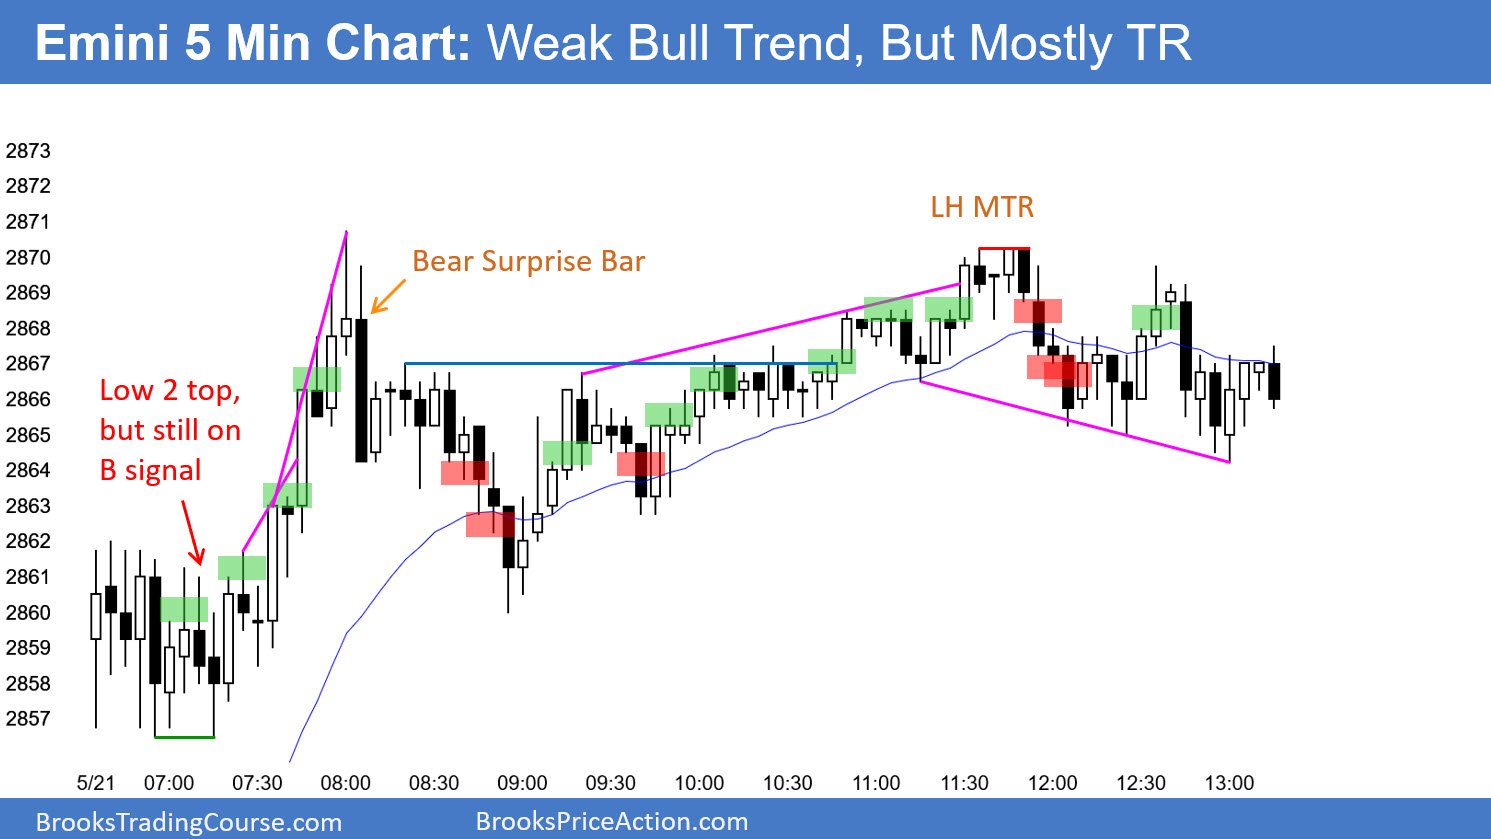 Emini 5 Min Chart: Weak Bull Trend, But Mostly TR
2873
2872
2871
2870
2869
2868
2867
2866
2865
2864
2863
2862
2861
2860
2859
2858
2857
LH MTR
Bear Surprise Bar
Low 2 top,
but still on
B signal
5/21 07:00 07:30 08:00 08:30 09:00 09:30 10:00 10:30 11:00 11:30 12:00 12:30 13:00
BrooksTradingCourse.com BrooksPriceAction.com